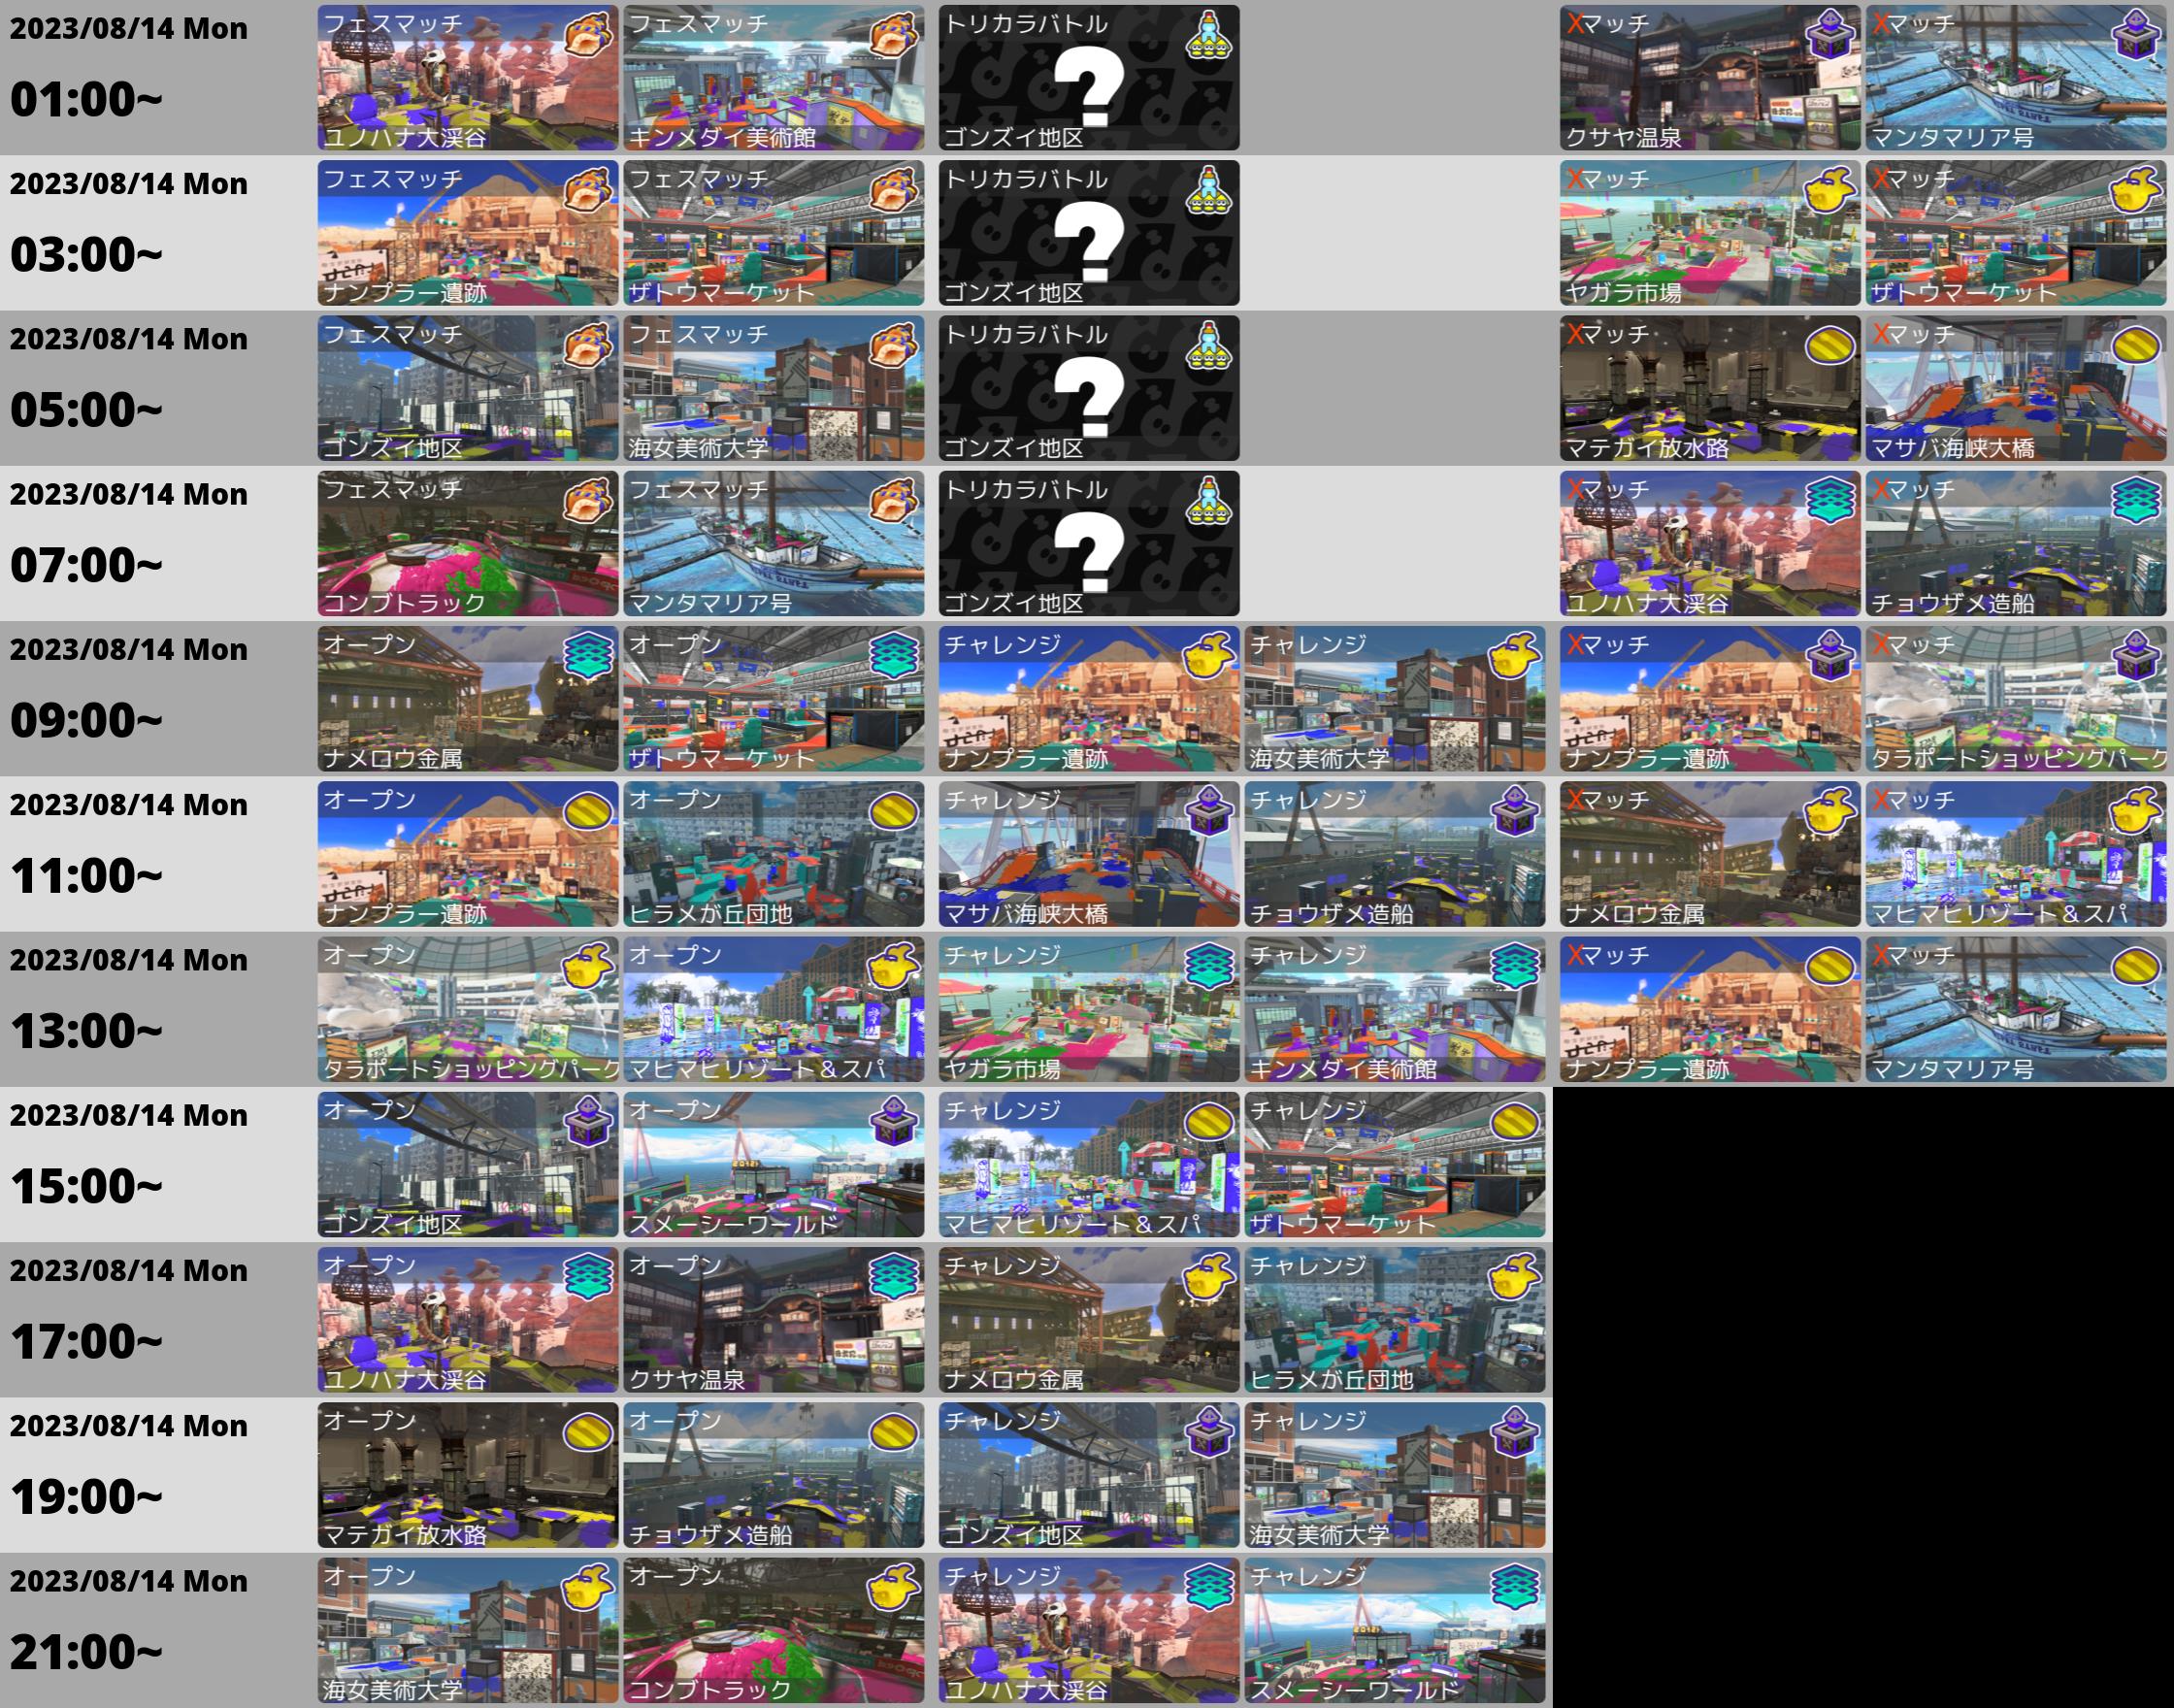 2023/08/14 Mon
01:00~
フェスマッチ
ユノハナ大渓谷
フェスマッチ
キンメダイ美術館
トリカラバトル
?
ゴンズイ地区
Xマッチ
クサヤ温泉
Xマッチ
マンタマリア号
2023/08/14 Mon
03:00~
フェスマッチ
ナンプラー遺跡
フェスマッチ
ザトウマーケット
トリカラバトル
?
ゴンズイ地区
Xマッチ
ヤガラ市場
Xマッチ
ザトウマーケット
2023/08/14 Mon
05:00~
フェスマッチ
ゴンズイ地区
フェスマッチ
海女美術大学
トリカラバトル
?
ゴンズイ地区
Xマッチ
マテガイ放水路
Xマッチ
マサバ海峡大橋
2023/08/14 Mon
07:00~
フェスマッチ
コンブトラック
フェスマッチ
マンタマリア号
トリカラバトル
?
ゴンズイ地区
Xマッチ
ユノハナ大渓谷
Xマッチ
チョウザメ造船
2023/08/14 Mon
09:00~
オープン
ナメロウ金属
オープン
ザトウマーケット
チャレンジ
ナンプラー遺跡
チャレンジ
海女美術大学
Xマッチ
ナンプラー遺跡
Xマッチ
タラポートショッピングパーク
2023/08/14 Mon
11:00~
オープン
ナンプラー遺跡
オープン
ヒラメが丘団地
チャレンジ
マサバ海峡大橋
チャレンジ
チョウザメ造船
Xマッチ
ナメロウ金属
Xマッチ
マヒマヒリゾート＆スパ
2023/08/14 Mon
13:00~
オープン
タラポートショッピングパーク
オープン
マヒマヒリゾート＆スパ
チャレンジ
ヤガラ市場
チャレンジ
キンメダイ美術館
Xマッチ
ナンプラー遺跡
Xマッチ
マンタマリア号
2023/08/14 Mon
15:00~
オープン
ゴンズイ地区
オープン
スメーシーワールド
チャレンジ
マヒマヒリゾート＆スパ
チャレンジ
ザトウマーケット
2023/08/14 Mon
17:00~
オープン
ユノハナ大渓谷
オープン
クサヤ温泉
チャレンジ
ナメロウ金属
チャレンジ
ヒラメが丘団地
2023/08/14 Mon
19:00~
オープン
マテガイ放水路
オープン
チョウザメ造船
チャレンジ
ゴンズイ地区
チャレンジ
海女美術大学
2023/08/14 Mon
21:00~
オープン
海女美術大学
オープン
コンブトラック
チャレンジ
ユノハナ大渓谷
チャレンジ
スメーシーワールド